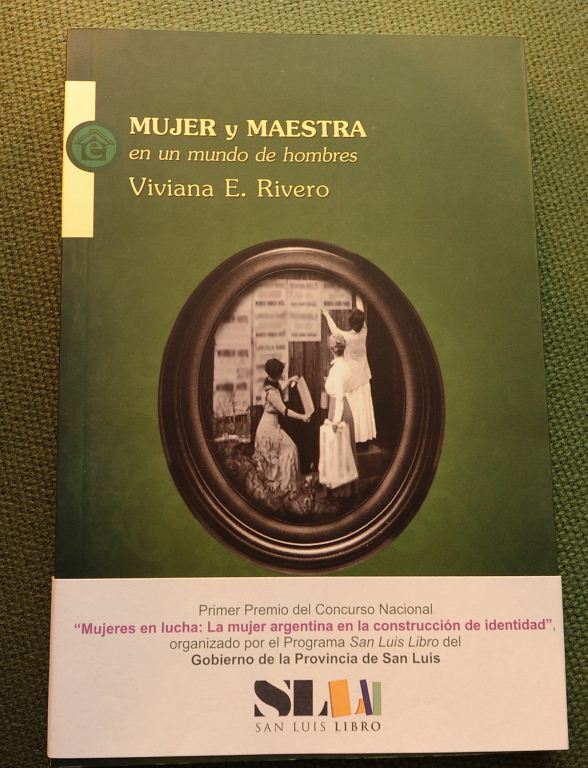 MUJER y MAESTRA
en un mundo de hombres
Viviana E. Rivero
é
Primer Premio del Concurso Nacional
"Mujeres en lucha: La mujer argentina en la construcción de identidad",
organizado por el Programa San Luis Libro del
Gobierno de la Provincia de San Luis
SLL
SAN LUIS LIBRO